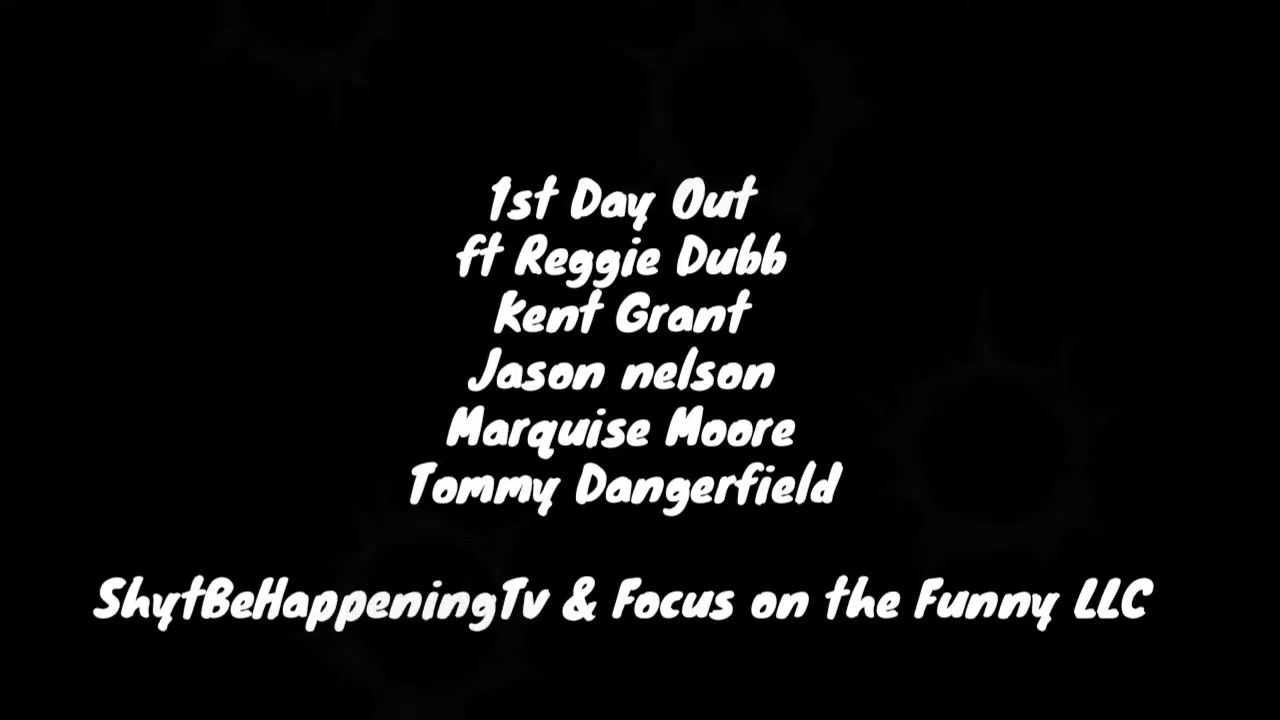 1st Day Out
ft Reggie Dubb
Kent Grant
Jason nelson
Marquise Moore
Tommy Dangerfield
ShytBeHappeningTv & Focus on the Funny LLC